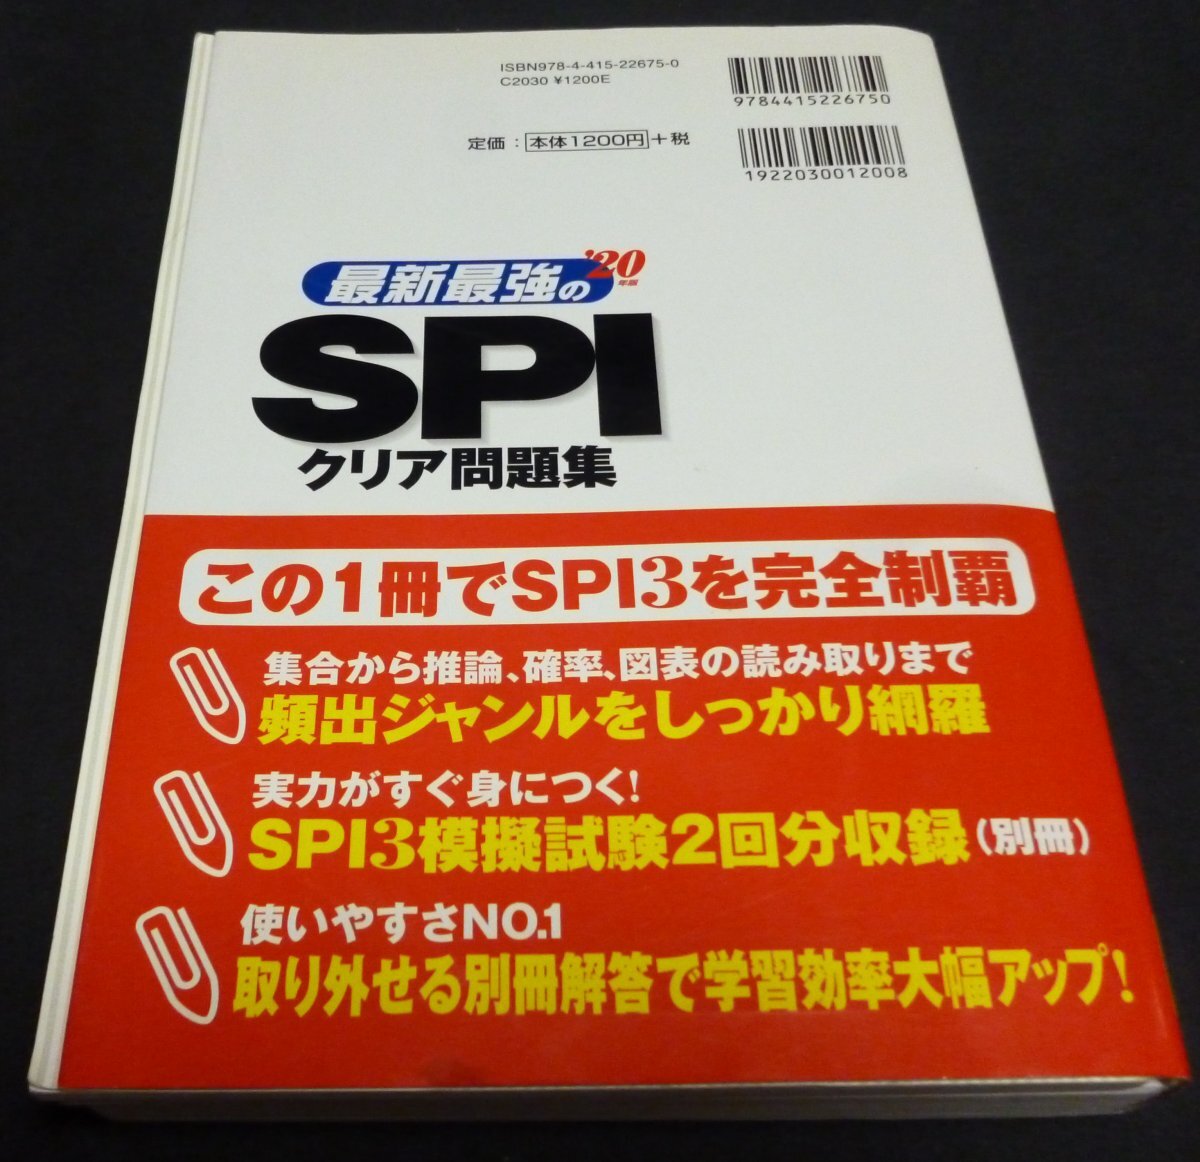 ISBN978-4-415-22675-0
C2030 ¥1200E
9784415226750
定価：本体1200円+税
1922030012008
最新最強の'20年版
SPI
クリア問題集
この1冊でSPI3を完全制覇
集合から推論、確率、図表の読み取りまで
頻出ジャンルをしっかり網羅
実力がすぐ身につく!
SPI3模擬試験2回分収録(別冊)
使いやすさNO.1
取り外せる別冊解答で学習効率大幅アップ!